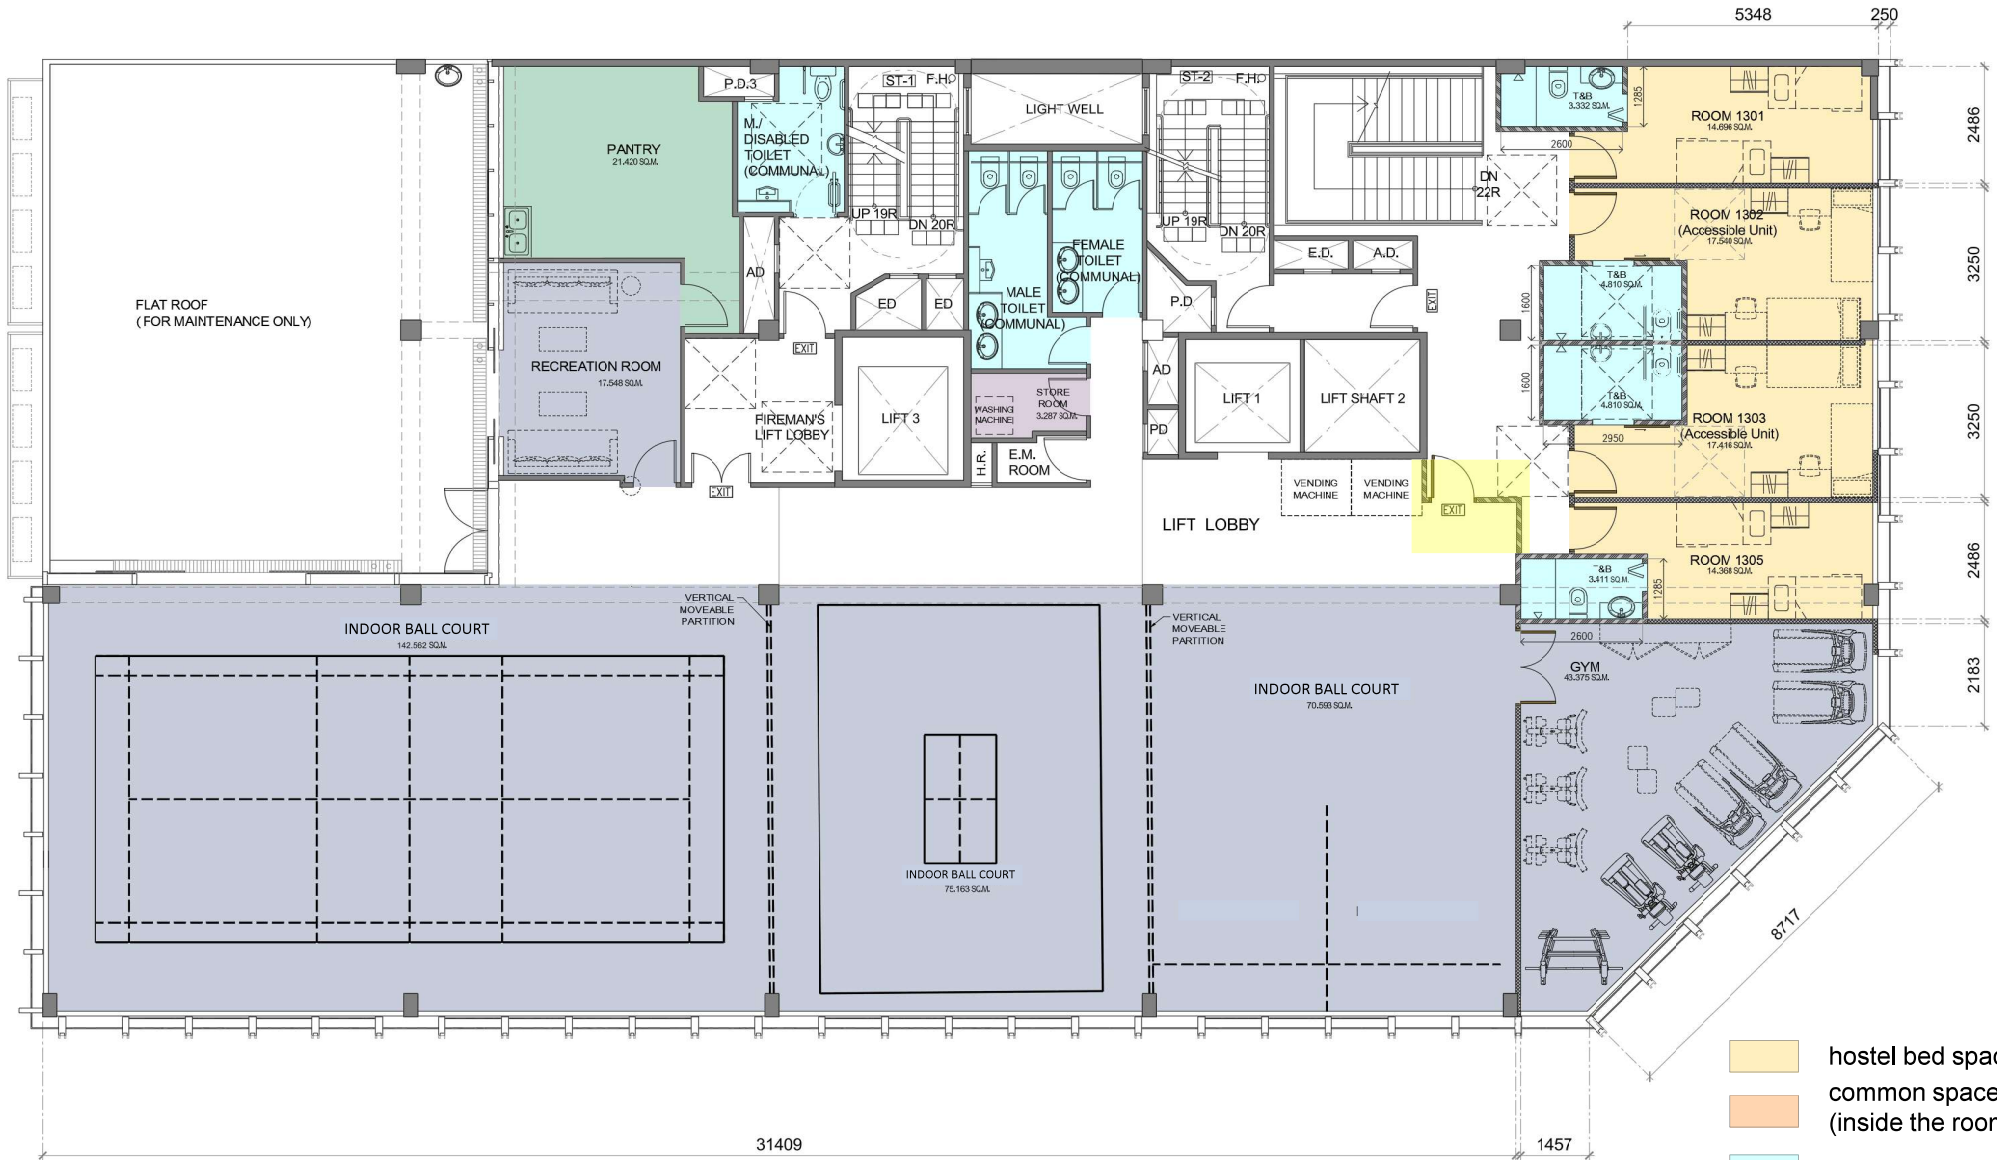 5348
250
ST-1
F.H.
ST-2
F.H.
P.D.3
LIGHT WELL
T&B
3.332 SQ.M.
1285
ROOM 1301
14.696 SQ.M.
2486
M./
DISABLED
TOILET
(COMMUNAL)
PANTRY
21.420 SQ.M.
2600
DN
22R
UP 19R
DN 20R
UP 19R
DN 20R
ROOM 1302
(Accessible Unit)
17.540 SQ.M.
3250
FEMALE
TOILET
(COMMUNAL)
E.D.
A.D.
AD
T&B
4.810 SQ.M.
1600
FLAT ROOF
(FOR MAINTENANCE ONLY)
ED
ED
MALE
TOILET
(COMMUNAL)
P.D
EXIT
EXIT
RECREATION ROOM
17.548 SQ.M.
AD
1600
T&B
4.810 SQ.M.
WASHING
MACHINE
STORE
ROOM
3.287 SQ.M.
LIFT 1
LIFT SHAFT 2
FIREMAN'S
LIFT LOBBY
LIFT 3
PD
ROOM 1303
(Accessible Unit)
17.416 SQ.M.
2950
3250
H.R.
E.M.
ROOM
EXIT
VENDING
MACHINE
VENDING
MACHINE
EXIT
LIFT LOBBY
ROOM 1305
14.368 SQ.M.
T&B
3.411 SQ.M.
1285
2486
VERTICAL
MOVEABLE
PARTITION
VERTICAL
MOVEABLE
PARTITION
INDOOR BALL COURT
142.562 SQ.M.
2600
GYM
43.375 SQ.M.
2183
INDOOR BALL COURT
70.593 SQ.M.
INDOOR BALL COURT
75.163 SQ.M.
8717
hostel bed spac
common space
(inside the room
31409
1457